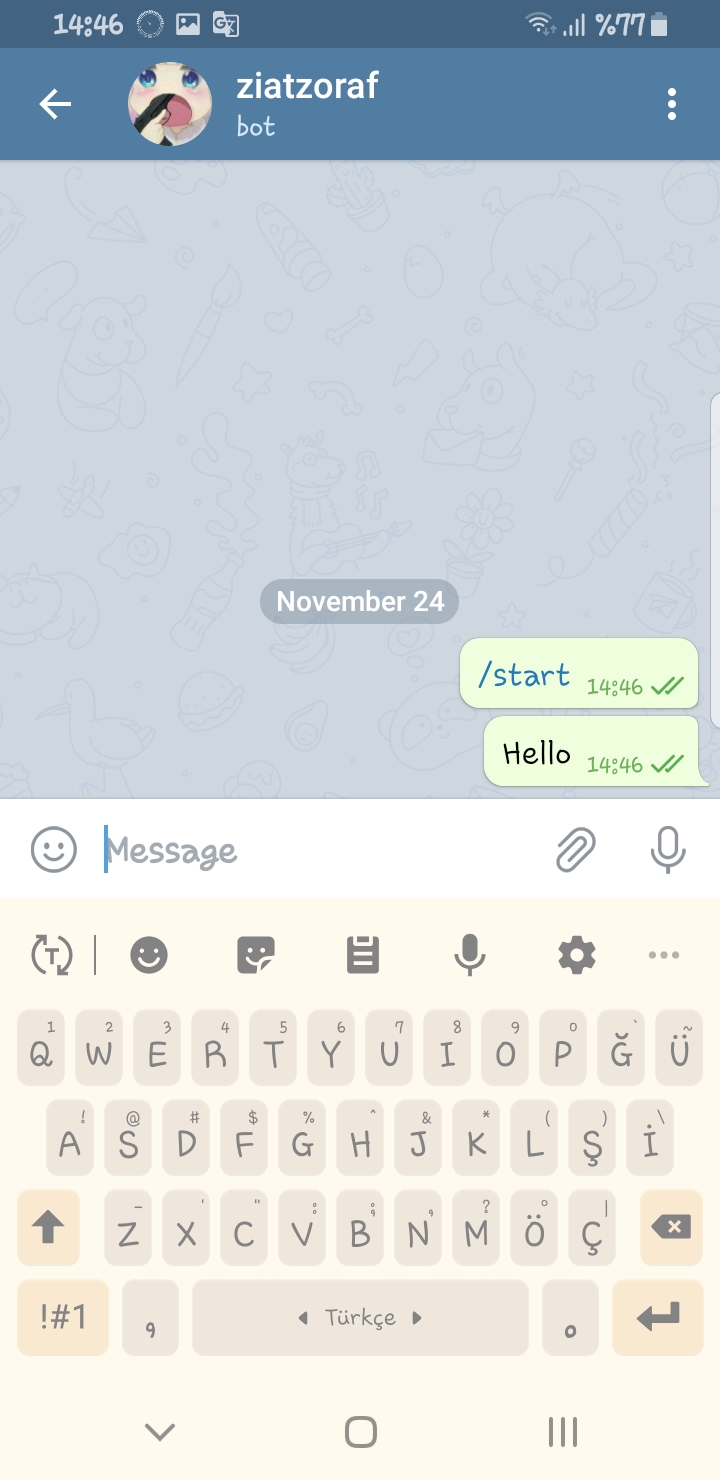 14:46 %77
ziatzoraf
bot
November 24
/start 14:46
Hello 14:46
Message
T
1 2 3 4 5 6 7 8 9 0 ` ~
Q W E R T Y U I O P Ğ Ü
! @ # $ % ^ & * ( ) \
A S D F G H J K L Ş İ
- ' " : ; , ? ° |
Z X C V B N M Ö Ç
!#1 , Türkçe .